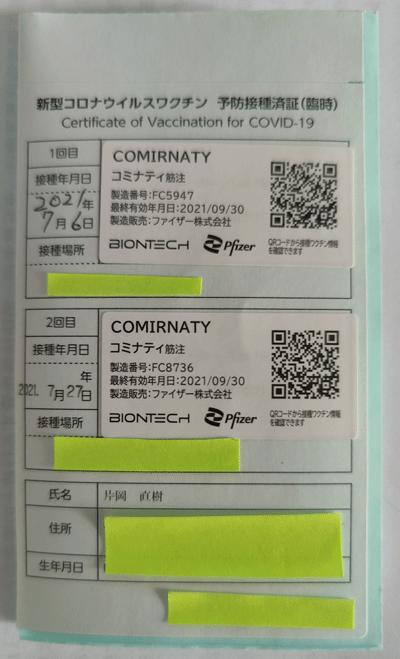 新型コロナウイルスワクチン 予防接種済証(臨時)
Certificate of Vaccination for COVID-19
1回目
COMIRNATY
コミナティ筋注
接種年月日
製造番号:FC5947
最終有効年月日:2021/09/30
製造販売:ファイザー株式会社
2021年
7月6日
BIONTECH Pfizer
QRコードから接種ワクチン情報
を確認できます
接種場所
2回目
COMIRNATY
コミナティ筋注
接種年月日
製造番号:FC8736
最終有効年月日:2021/09/30
製造販売:ファイザー株式会社
年
2021. 7月27日
BIONTECH Pfizer
QRコードから接種ワクチン情報
を確認できます
接種場所
氏名 片岡 直樹
住所
生年月日